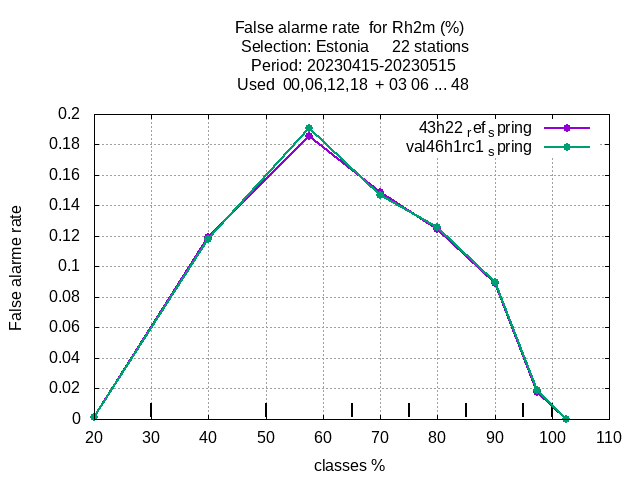 False alarme rate for Rh2m (%)
Selection: Estonia 22 stations
Period: 20230415-20230515
Used 00,06,12,18 + 03 06 ... 48
43h22refspring
val46h1rc1spring
0.2
0.18
0.16
0.14
0.12
0.1
0.08
0.06
0.04
0.02
0
False alarme rate
20 30 40 50 60 70 80 90 100 110
classes %